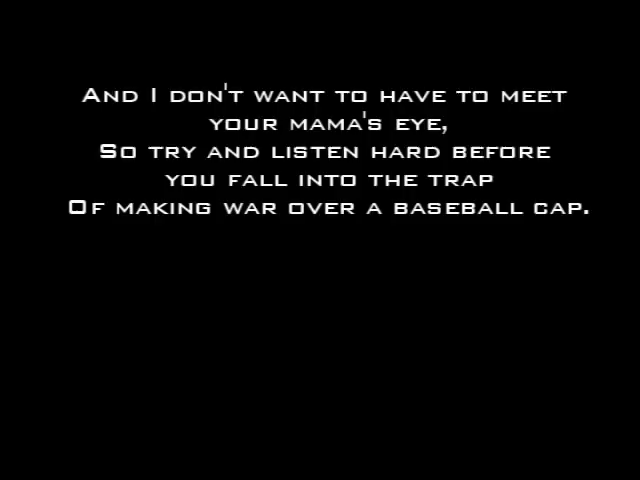 And I don't want to have to meet
your mama's eye,
So try and listen hard before
you fall into the trap
Of making war over a baseball cap.